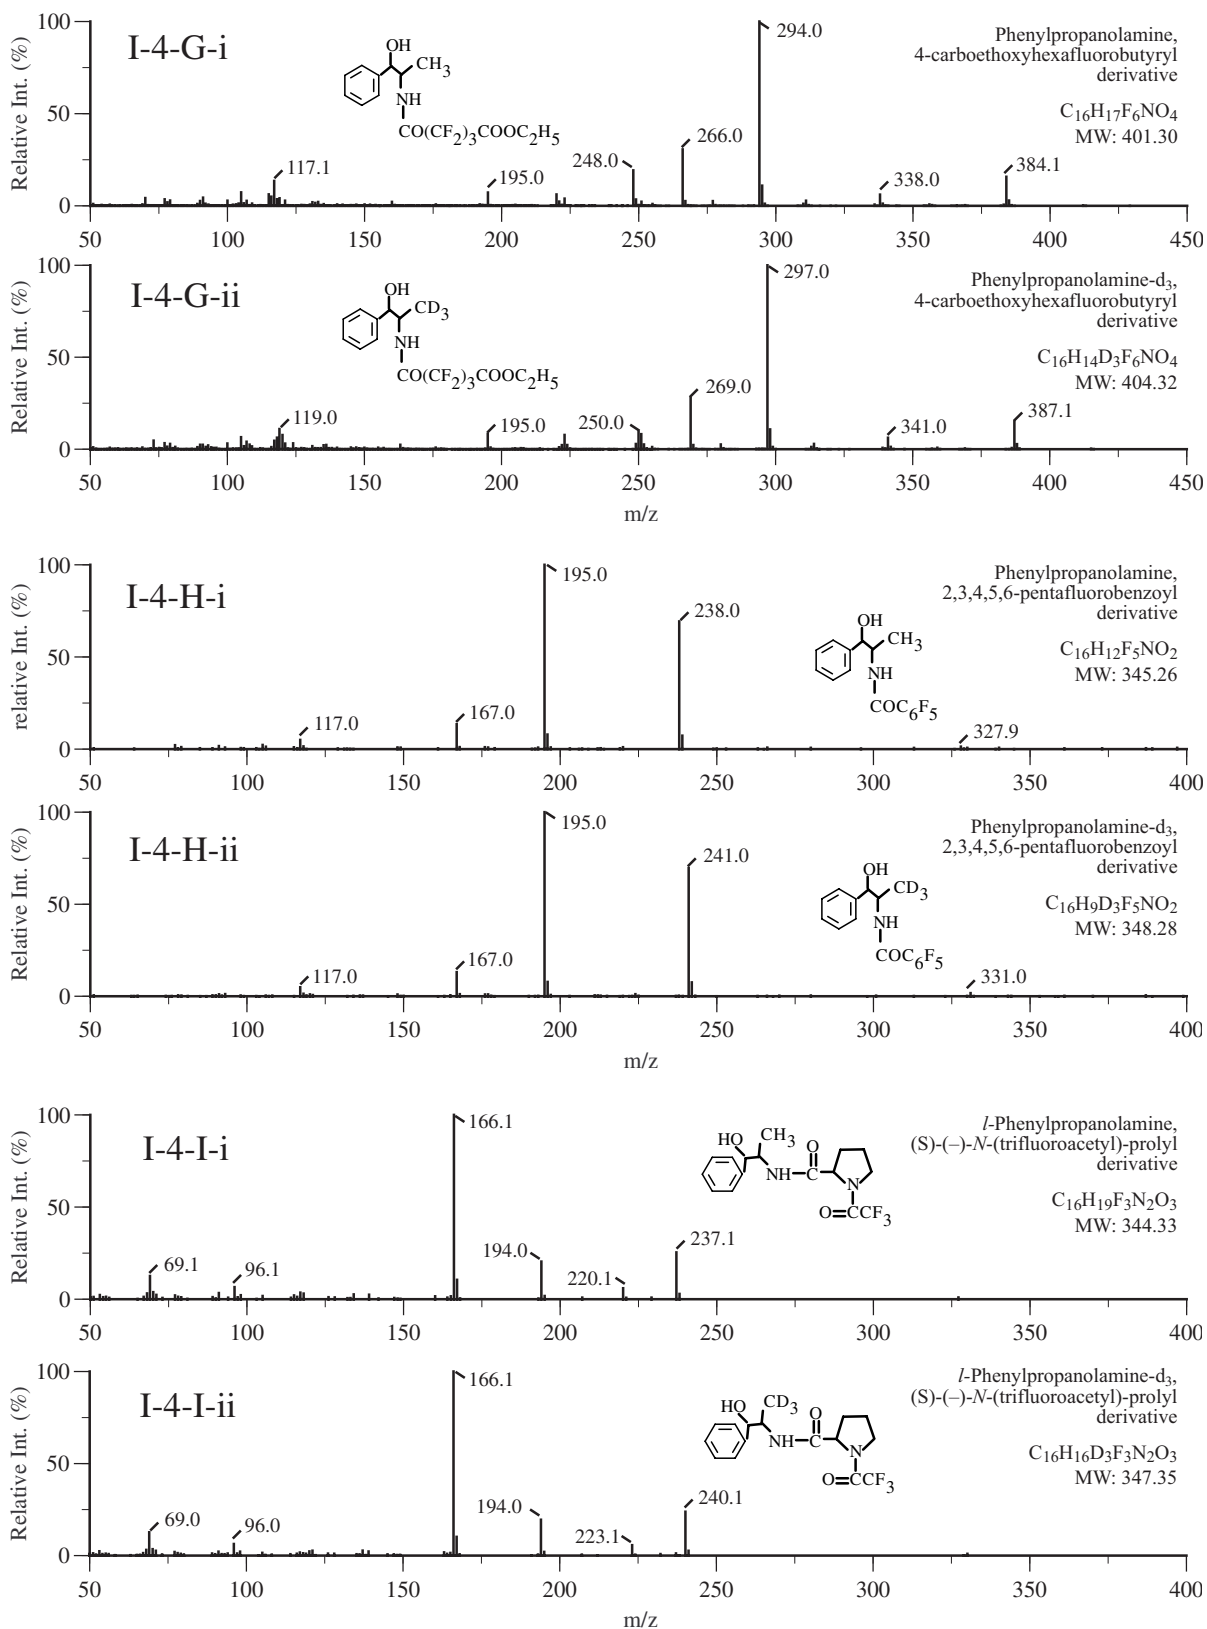 I-4-G-i
Relative Int. (%)
100
50
0
OH
CH3
NH
CO(CF2)3COOC2H5
117.1
195.0
248.0
266.0
294.0
338.0
384.1
Phenylpropanolamine,
4-carboethoxyhexafluorobutyryl
derivative
C16H17F6NO4
MW: 401.30
50 100 150 200 250 300 350 400 450
I-4-G-ii
Relative Int. (%)
100
50
0
OH
CD3
NH
CO(CF2)3COOC2H5
119.0
195.0
250.0
269.0
297.0
341.0
387.1
Phenylpropanolamine-d3,
4-carboethoxyhexafluorobutyryl
derivative
C16H14D3F6NO4
MW: 404.32
50 100 150 200 250 300 350 400 450
m/z
I-4-H-i
relative Int. (%)
100
50
0
117.0
167.0
195.0
238.0
327.9
OH
CH3
NH
COC6F5
Phenylpropanolamine,
2,3,4,5,6-pentafluorobenzoyl
derivative
C16H12F5NO2
MW: 345.26
50 100 150 200 250 300 350 400
I-4-H-ii
Relative Int. (%)
100
50
0
117.0
167.0
195.0
241.0
331.0
OH
CD3
NH
COC6F5
Phenylpropanolamine-d3,
2,3,4,5,6-pentafluorobenzoyl
derivative
C16H9D3F5NO2
MW: 348.28
50 100 150 200 250 300 350 400
m/z
I-4-I-i
Relative Int. (%)
100
50
0
69.1
96.1
166.1
194.0
220.1
237.1
HO CH3 O
NH C
N
O=CCF3
l-Phenylpropanolamine,
(S)-(–)-N-(trifluoroacetyl)-prolyl
derivative
C16H19F3N2O3
MW: 344.33
50 100 150 200 250 300 350 400
I-4-I-ii
Relative Int. (%)
100
50
0
69.0
96.0
166.1
194.0
223.1
240.1
HO CD3 O
NH C
N
O=CCF3
l-Phenylpropanolamine-d3,
(S)-(–)-N-(trifluoroacetyl)-prolyl
derivative
C16H16D3F3N2O3
MW: 347.35
50 100 150 200 250 300 350 400
m/z